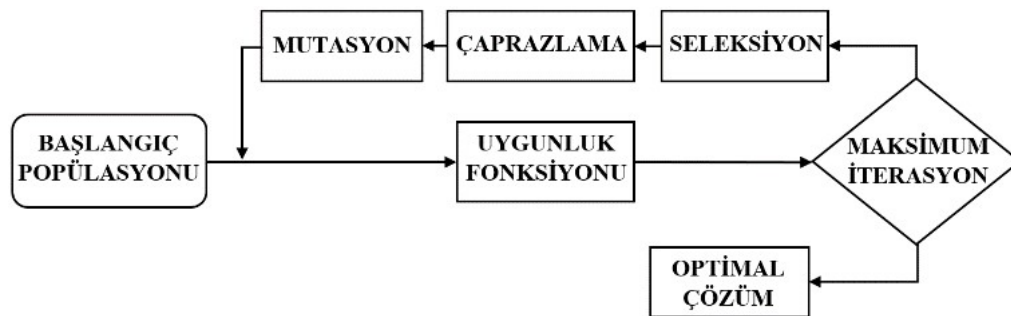 MUTASYON
ÇAPRAZLAMA
SELEKSİYON
BAŞLANGIÇ
POPÜLASYONU
UYGUNLUK
FONKSİYONU
MAKSİMUM
İTERASYON
OPTİMAL
ÇÖZÜM